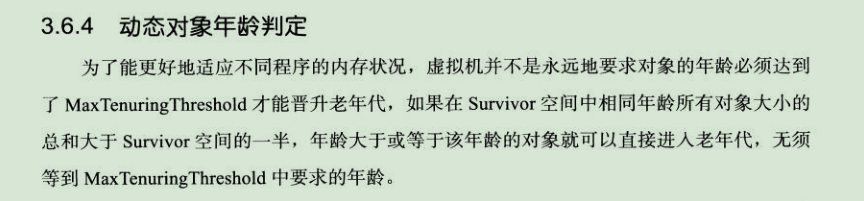 3.6.4 动态对象年龄判定
为了能更好地适应不同程序的内存状况，虚拟机并不是永远地要求对象的年龄必须达到
了 MaxTenuringThreshold 才能晋升老年代，如果在 Survivor 空间中相同年龄所有对象大小的
总和大于 Survivor 空间的一半，年龄大于或等于该年龄的对象就可以直接进入老年代，无须
等到 MaxTenuringThreshold 中要求的年龄。